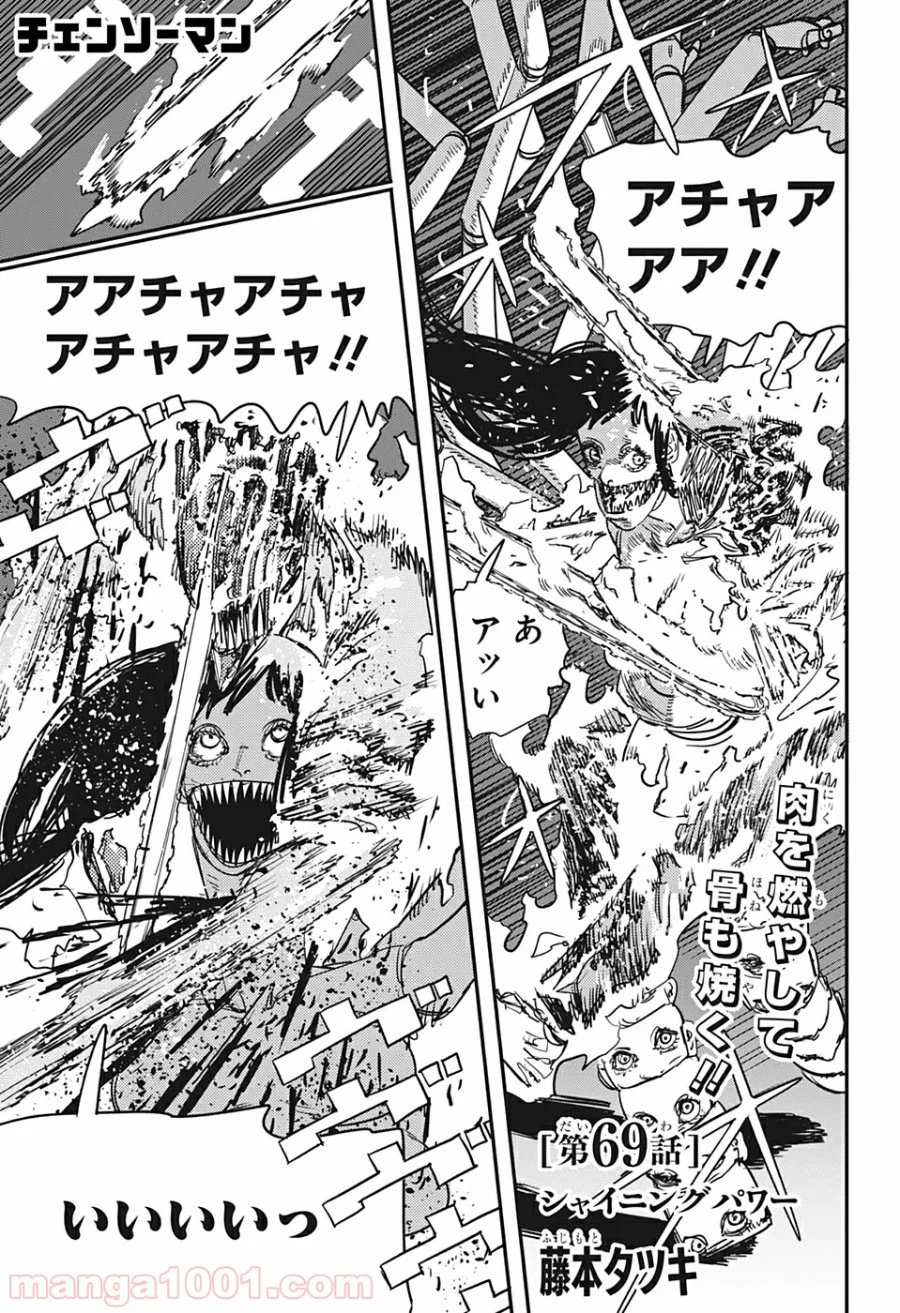 チェンソーマン
アチャア
アア!!
あ
アツい
肉を燃やして
骨も焼く!!
[第69話]
シャイニングパワー
藤本タツキ
アアチャアチャ
アチャアチャ!!
いいいいっ
manga1001.com